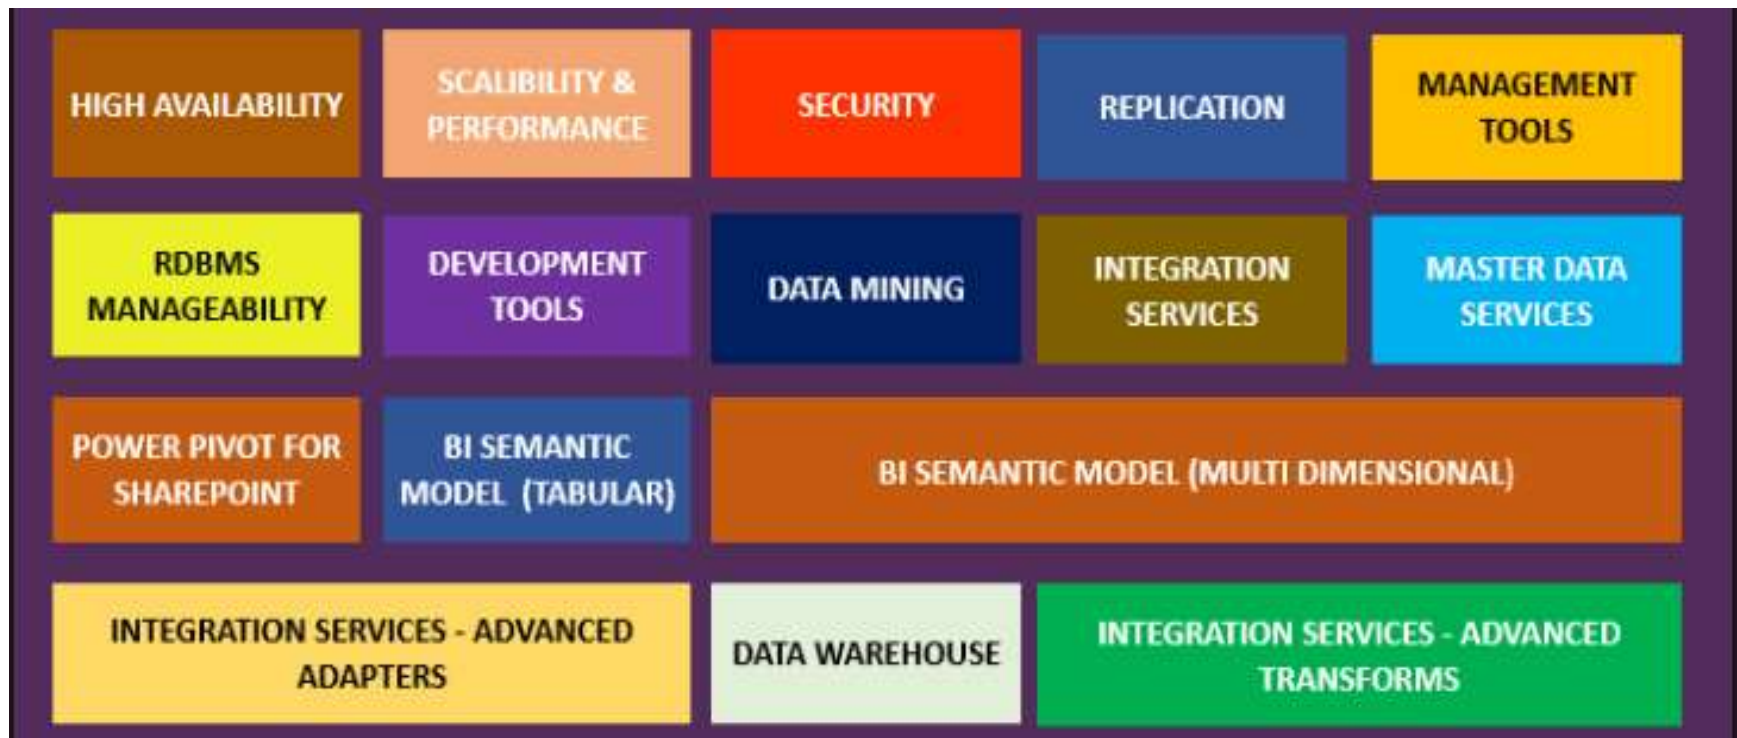 HIGH AVAILABILITY
SCALIBILITY &
PERFORMANCE
SECURITY
REPLICATION
MANAGEMENT
TOOLS
RDBMS
MANAGEABILITY
DEVELOPMENT
TOOLS
DATA MINING
INTEGRATION
SERVICES
MASTER DATA
SERVICES
POWER PIVOT FOR
SHAREPOINT
BI SEMANTIC
MODEL (TABULAR)
BI SEMANTIC MODEL (MULTI DIMENSIONAL)
INTEGRATION SERVICES - ADVANCED
ADAPTERS
DATA WAREHOUSE
INTEGRATION SERVICES - ADVANCED
TRANSFORMS